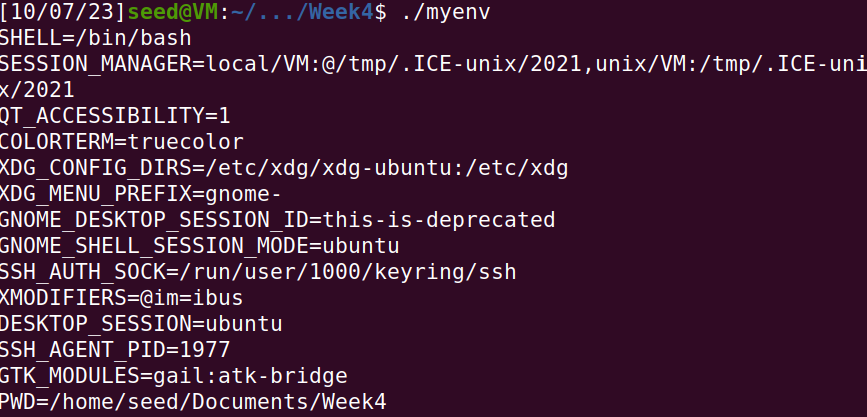 [10/07/23]seed@VM:~/.../Week4$ ./myenv
SHELL=/bin/bash
SESSION_MANAGER=local/VM:@/tmp/.ICE-unix/2021,unix/VM:/tmp/.ICE-uni
x/2021
QT_ACCESSIBILITY=1
COLORTERM=truecolor
XDG_CONFIG_DIRS=/etc/xdg/xdg-ubuntu:/etc/xdg
XDG_MENU_PREFIX=gnome-
GNOME_DESKTOP_SESSION_ID=this-is-deprecated
GNOME_SHELL_SESSION_MODE=ubuntu
SSH_AUTH_SOCK=/run/user/1000/keyring/ssh
XMODIFIERS=@im=ibus
DESKTOP_SESSION=ubuntu
SSH_AGENT_PID=1977
GTK_MODULES=gail:atk-bridge
PWD=/home/seed/Documents/Week4